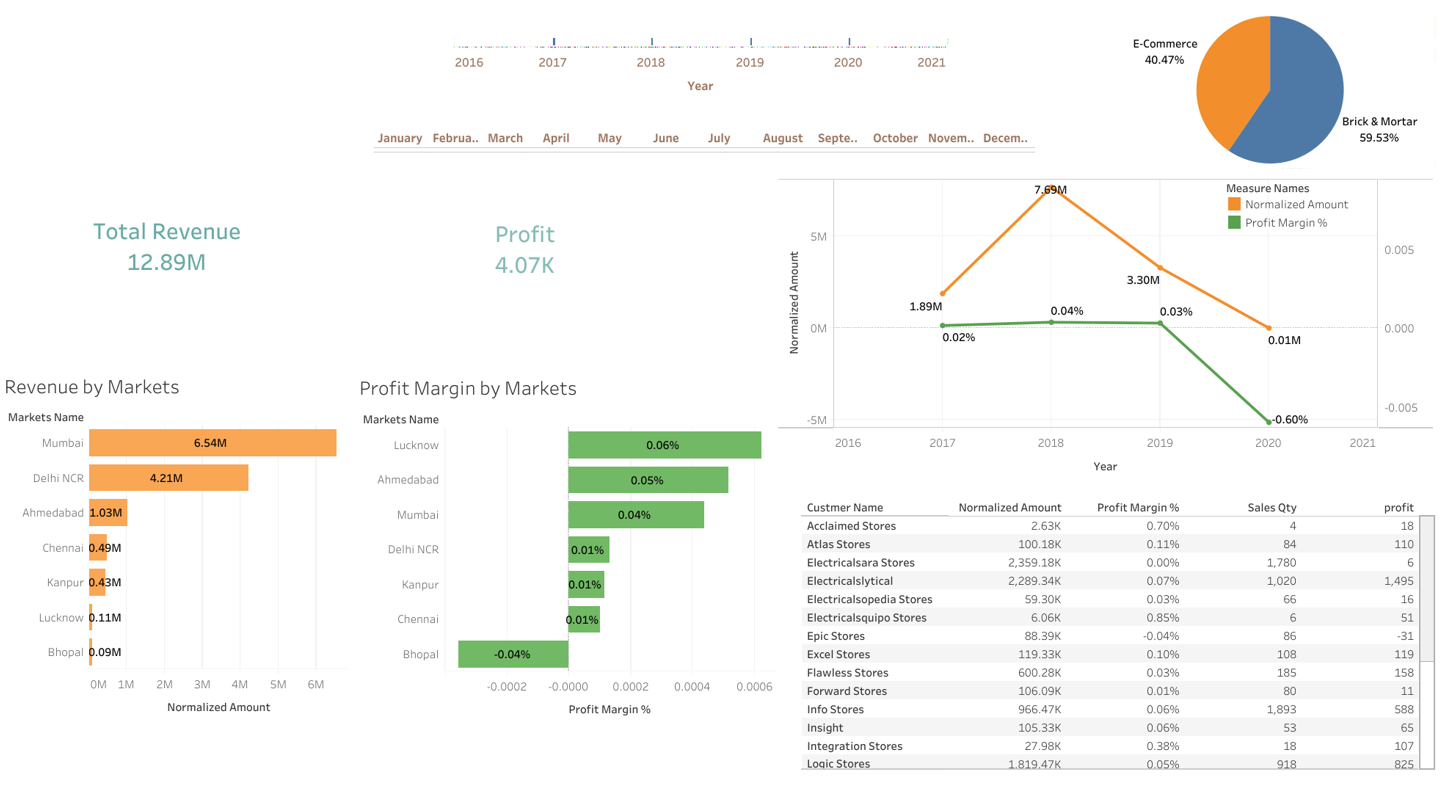 2016 2017 2018 2019 2020 2021
Year
January Februa.. March April May June July August Septe.. October Novem.. Decem..
E-Commerce
40.47%
Brick & Mortar
59.53%
Total Revenue
12.89M
Profit
4.07K
Measure Names
Normalized Amount
Profit Margin %
Normalized Amount
5M
0M
-5M
7.69M
1.89M
3.30M
0.01M
0.02%
0.04%
0.03%
-0.60%
0.005
0.000
-0.005
2016 2017 2018 2019 2020 2021
Year
Revenue by Markets
Markets Name
Mumbai 6.54M
Delhi NCR 4.21M
Ahmedabad 1.03M
Chennai 0.49M
Kanpur 0.43M
Lucknow 0.11M
Bhopal 0.09M
0M 1M 2M 3M 4M 5M 6M
Normalized Amount
Profit Margin by Markets
Markets Name
Lucknow 0.06%
Ahmedabad 0.05%
Mumbai 0.04%
Delhi NCR 0.01%
Kanpur 0.01%
Chennai 0.01%
Bhopal -0.04%
-0.0002 -0.0000 0.0002 0.0004 0.0006
Profit Margin %
Custmer Name Normalized Amount Profit Margin % Sales Qty profit
Acclaimed Stores 2.63K 0.70% 4 18
Atlas Stores 100.18K 0.11% 84 110
Electricalsara Stores 2,359.18K 0.00% 1,780 6
Electricalslytical 2,289.34K 0.07% 1,020 1,495
Electricalsopedia Stores 59.30K 0.03% 66 16
Electricalsquipo Stores 6.06K 0.85% 6 51
Epic Stores 88.39K -0.04% 86 -31
Excel Stores 119.33K 0.10% 108 119
Flawless Stores 600.28K 0.03% 185 158
Forward Stores 106.09K 0.01% 80 11
Info Stores 966.47K 0.06% 1,893 588
Insight 105.33K 0.06% 53 65
Integration Stores 27.98K 0.38% 18 107
Logic Stores 1,819.47K 0.05% 918 825